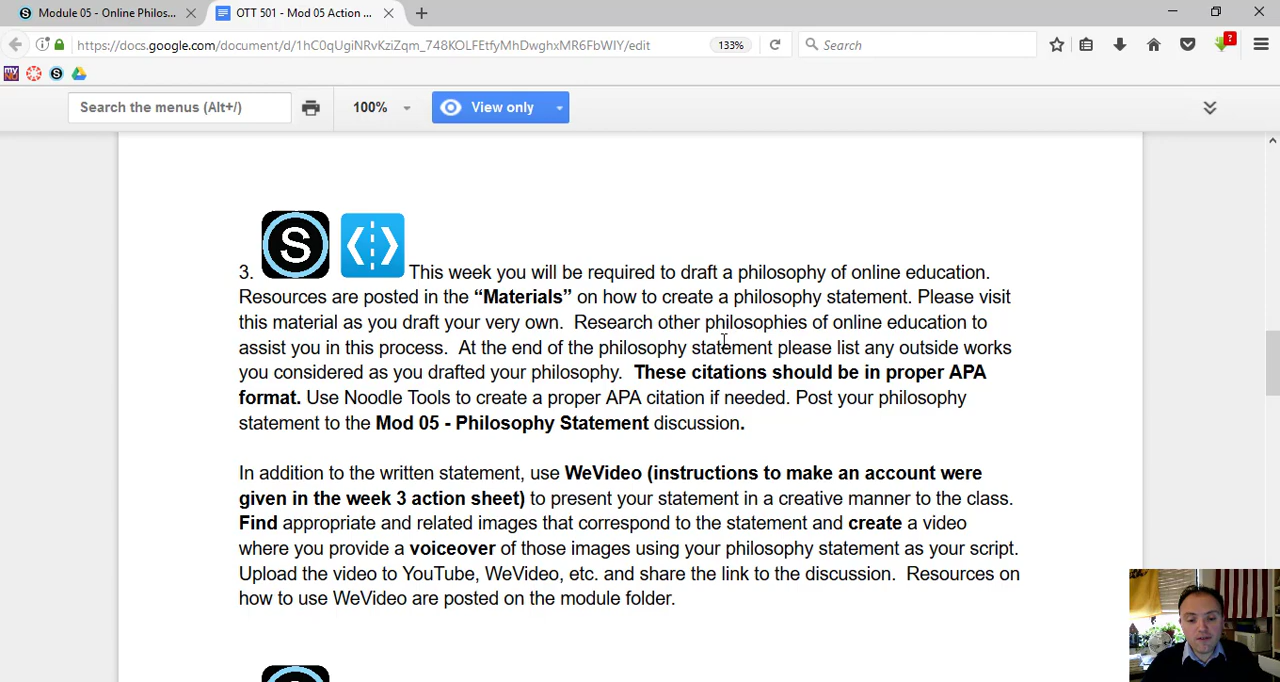 Module 05 - Online Philos...
OTT 501 - Mod 05 Action ...
https://docs.google.com/document/d/1hC0qUgiNRvKziZqm_748KOLFEtfyMhDwghxMR6FbWIY/edit
133%
Search
Search the menus (Alt+/)
100%
View only
3. S This week you will be required to draft a philosophy of online education.
Resources are posted in the “Materials” on how to create a philosophy statement. Please visit
this material as you draft your very own. Research other philosophies of online education to
assist you in this process. At the end of the philosophy statement please list any outside works
you considered as you drafted your philosophy. These citations should be in proper APA
format. Use Noodle Tools to create a proper APA citation if needed. Post your philosophy
statement to the Mod 05 - Philosophy Statement discussion.
In addition to the written statement, use WeVideo (instructions to make an account were
given in the week 3 action sheet) to present your statement in a creative manner to the class.
Find appropriate and related images that correspond to the statement and create a video
where you provide a voiceover of those images using your philosophy statement as your script.
Upload the video to YouTube, WeVideo, etc. and share the link to the discussion. Resources on
how to use WeVideo are posted on the module folder.